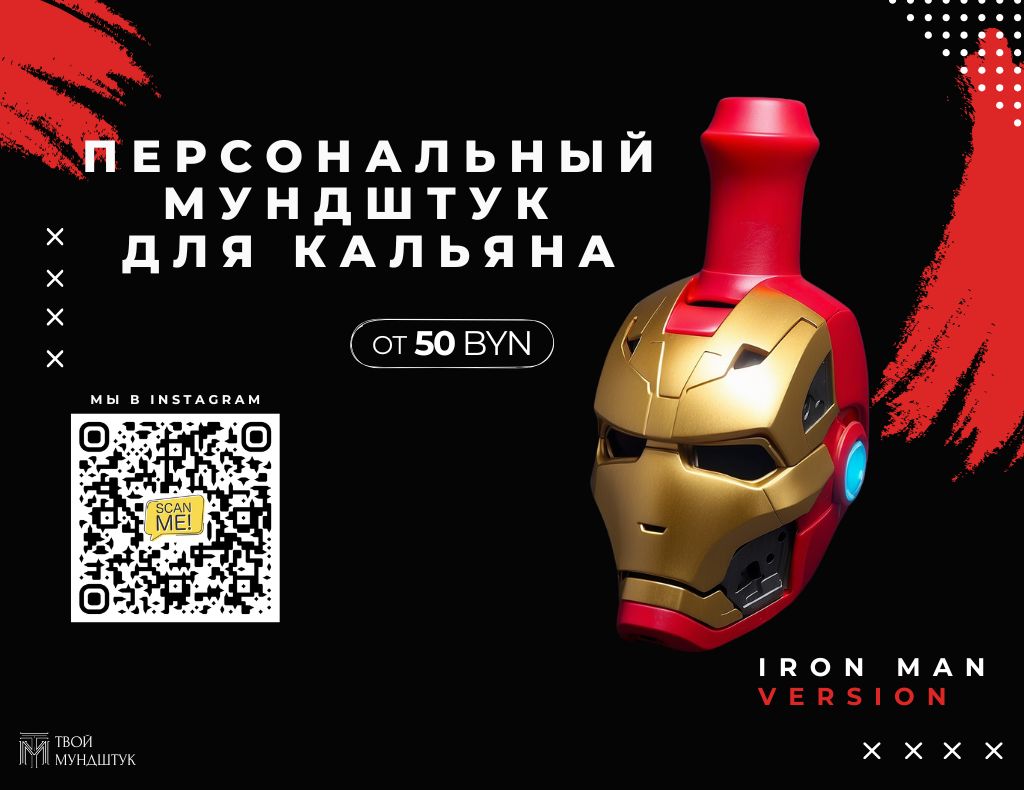 ПЕРСОНАЛЬНЫЙ
МУНДШТУК
ДЛЯ КАЛЬЯНА
ОТ 50 BYN
МЫ В INSTAGRAM
SCAN
ME!
IRON MAN
VERSION
ТВОЙ
МУНДШТУК